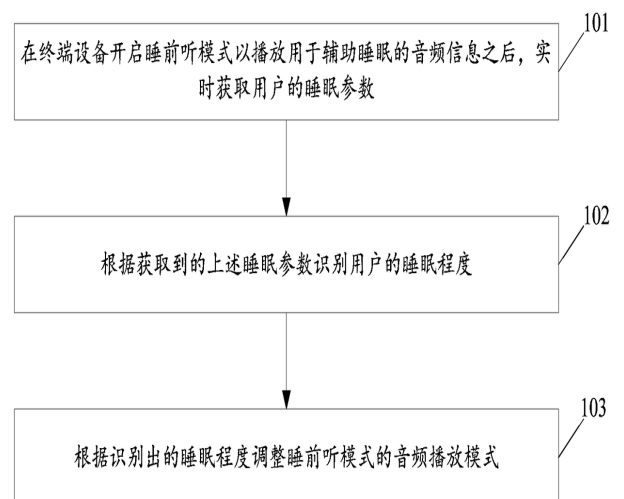 101
在终端设备开启睡前听模式以播放用于辅助睡眠的音频信息之后，实
时获取用户的睡眠参数
102
根据获取到的上述睡眠参数识别用户的睡眠程度
103
根据识别出的睡眠程度调整睡前听模式的音频播放模式